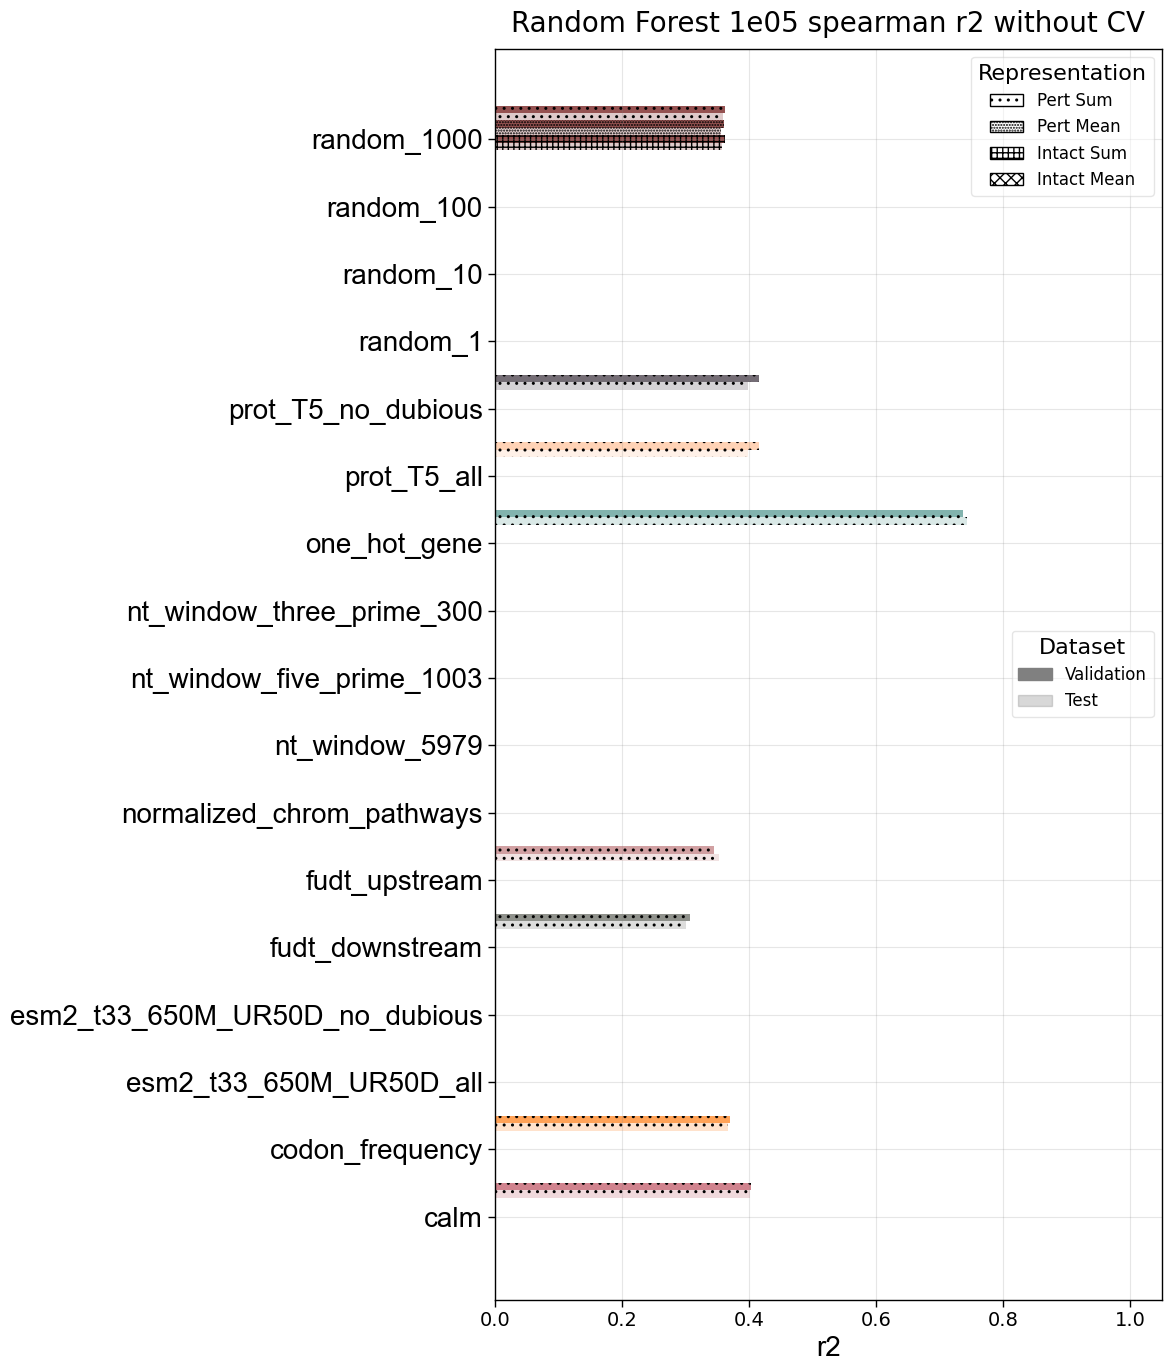 Random Forest 1e05 spearman r2 without CV
Representation
Pert Sum
Pert Mean
Intact Sum
Intact Mean
random_1000
random_100
random_10
random_1
prot_T5_no_dubious
prot_T5_all
one_hot_gene
nt_window_three_prime_300
Dataset
Validation
Test
nt_window_five_prime_1003
nt_window_5979
normalized_chrom_pathways
fudt_upstream
fudt_downstream
esm2_t33_650M_UR50D_no_dubious
esm2_t33_650M_UR50D_all
codon_frequency
calm
0.0 0.2 0.4 0.6 0.8 1.0
r2